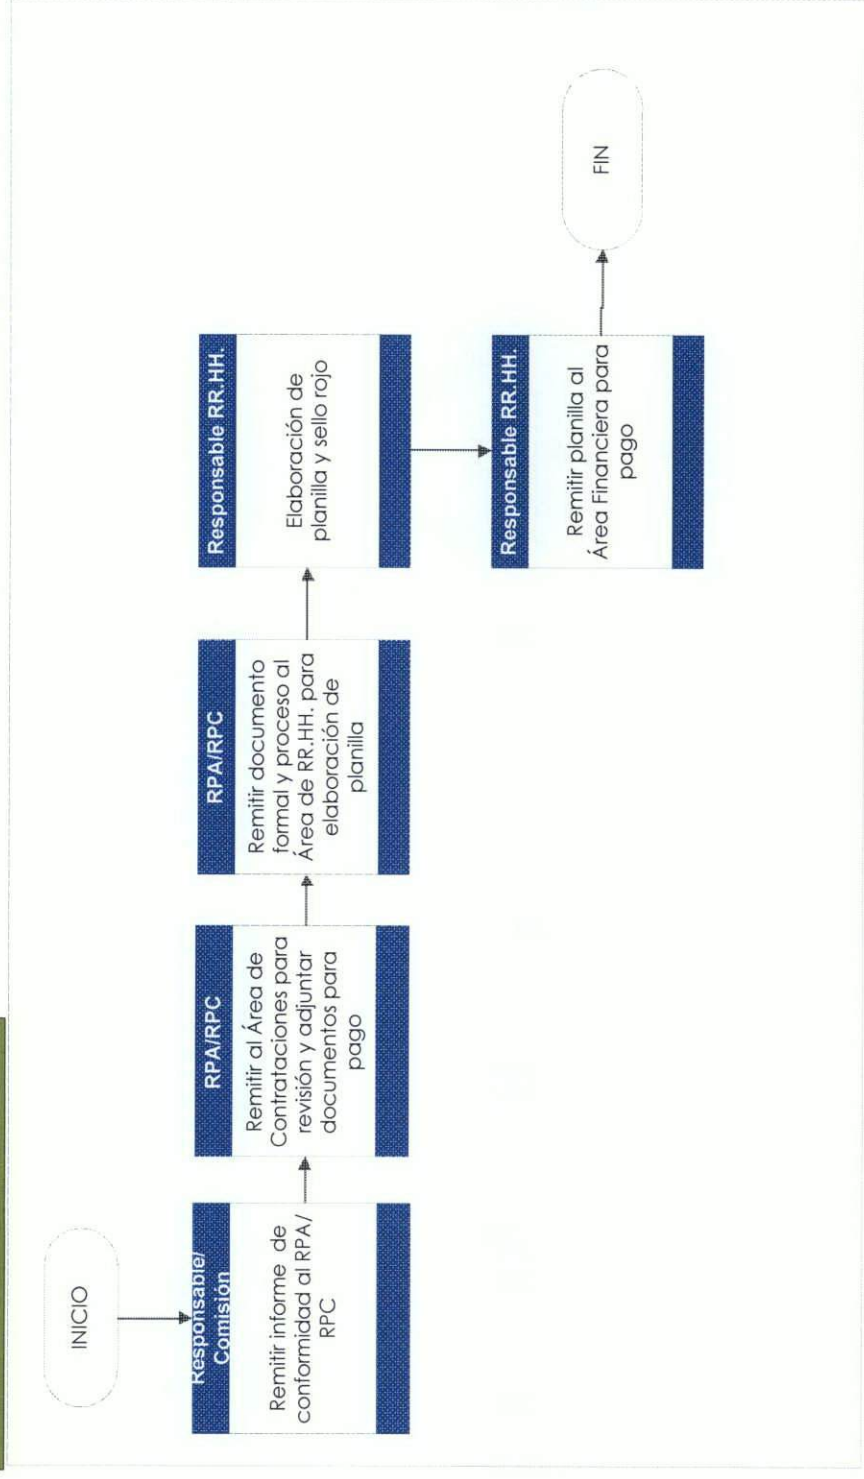 INICIO
Responsable/
Comisión
Remitir informe de
conformidad al RPA/
RPC
RPA/RPC
Remitir al Área de
Contrataciones para
revisión y adjuntar
documentos para
pago
RPA/RPC
Remitir documento
formal y proceso al
Área de RR.HH. para
elaboración de
planilla
Responsable RR.HH.
Elaboración de
planilla y sello rojo
Responsable RR.HH.
Remitir planilla al
Área Financiera para
pago
FIN